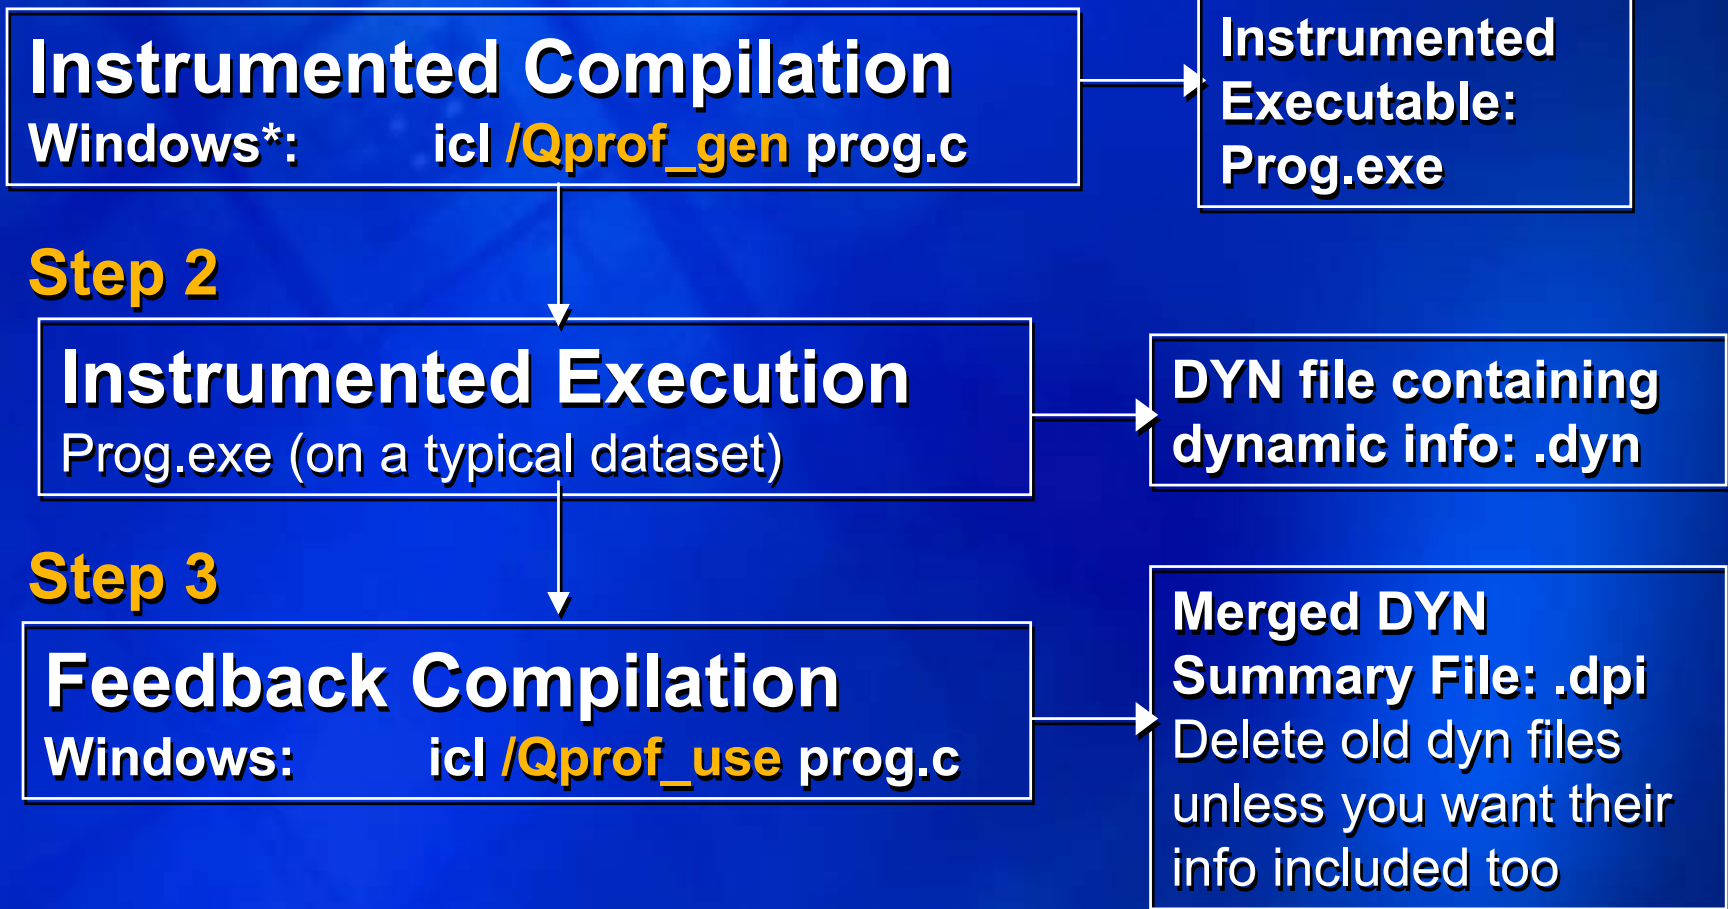 Instrumented Compilation
Windows*: icl /Qprof_gen prog.c
Instrumented
Executable:
Prog.exe
Step 2
Instrumented Execution
Prog.exe (on a typical dataset)
DYN file containing
dynamic info: .dyn
Step 3
Feedback Compilation
Windows: icl /Qprof_use prog.c
Merged DYN
Summary File: .dpi
Delete old dyn files
unless you want their
info included too